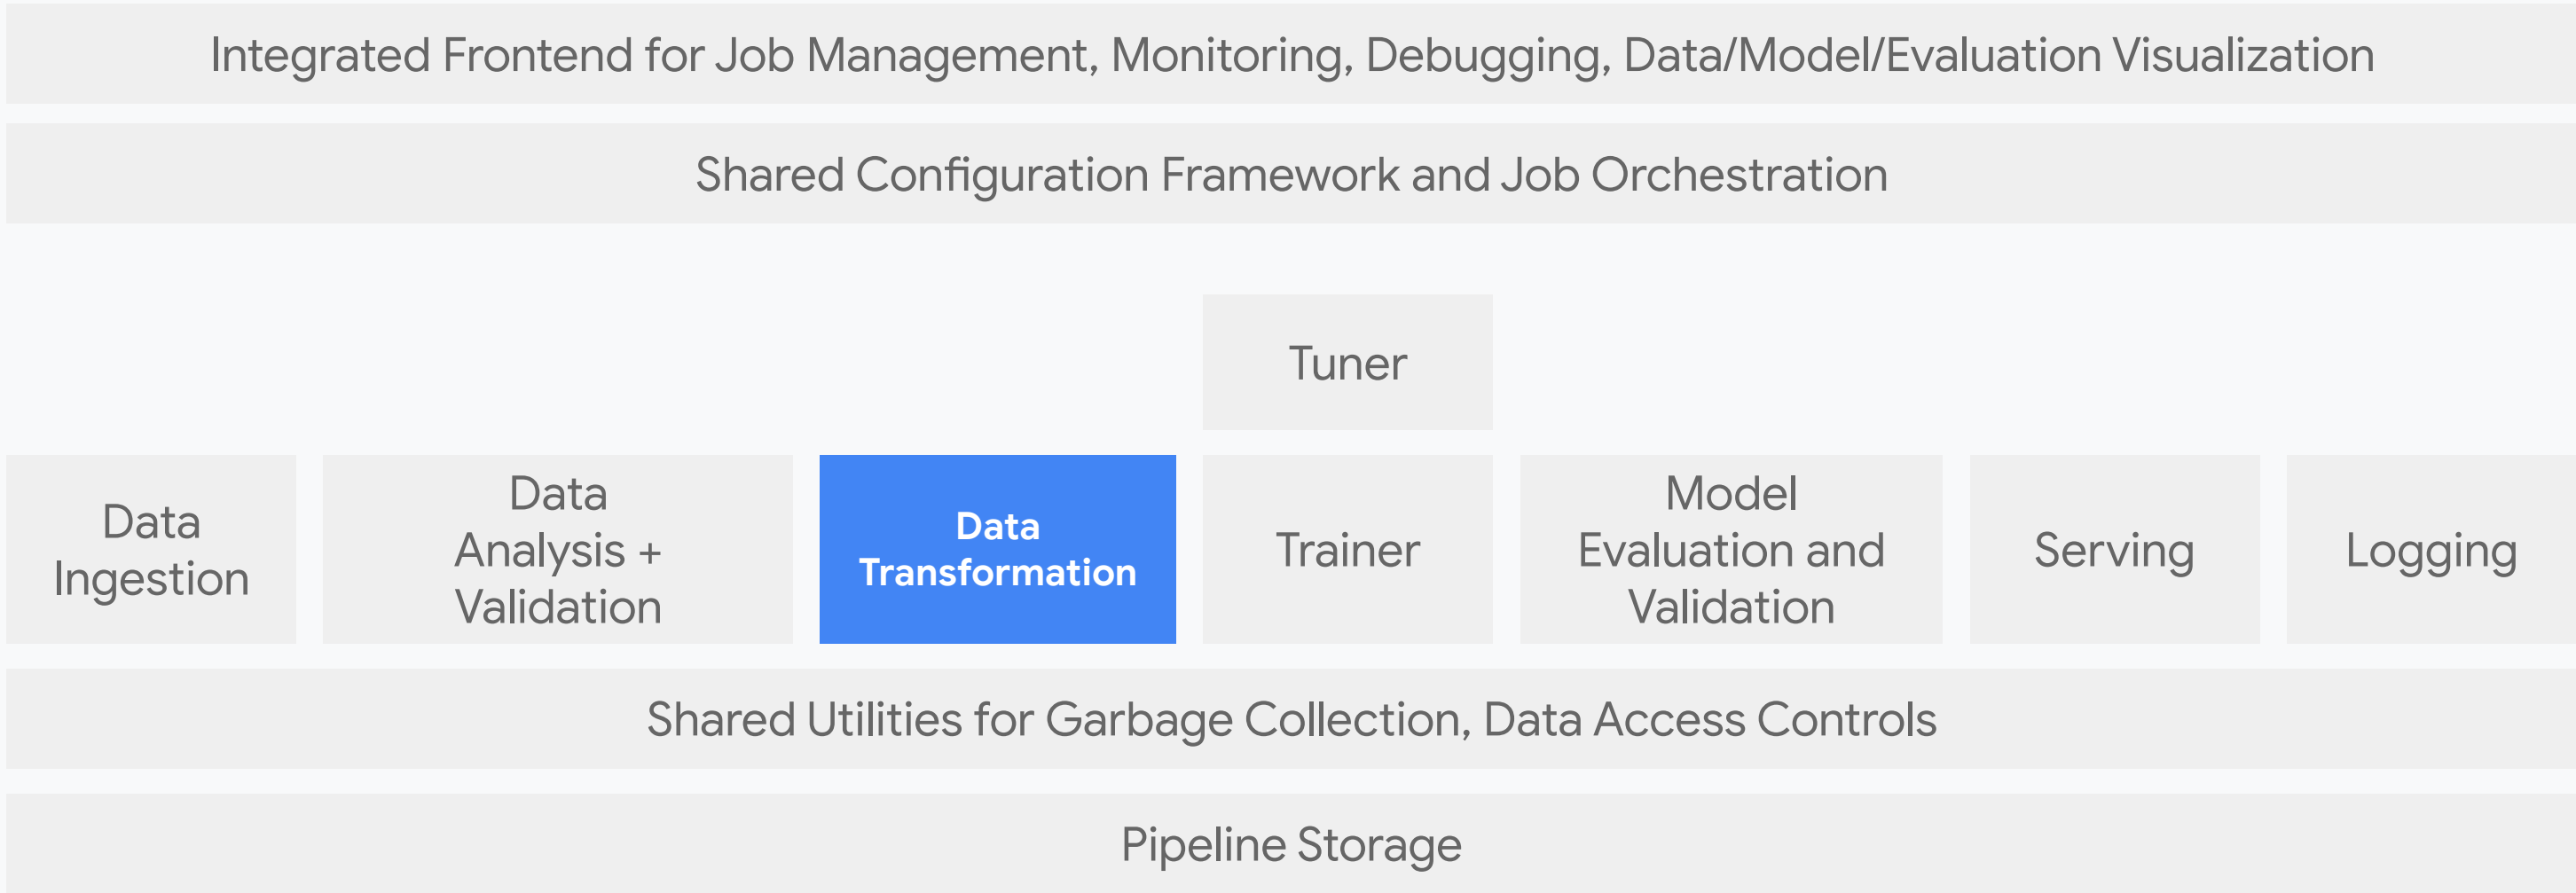 Integrated Frontend for Job Management, Monitoring, Debugging, Data/Model/Evaluation Visualization
Shared Configuration Framework and Job Orchestration
Tuner
Data
Ingestion
Data
Analysis +
Validation
Data
Transformation
Trainer
Model
Evaluation and
Validation
Serving
Logging
Shared Utilities for Garbage Collection, Data Access Controls
Pipeline Storage